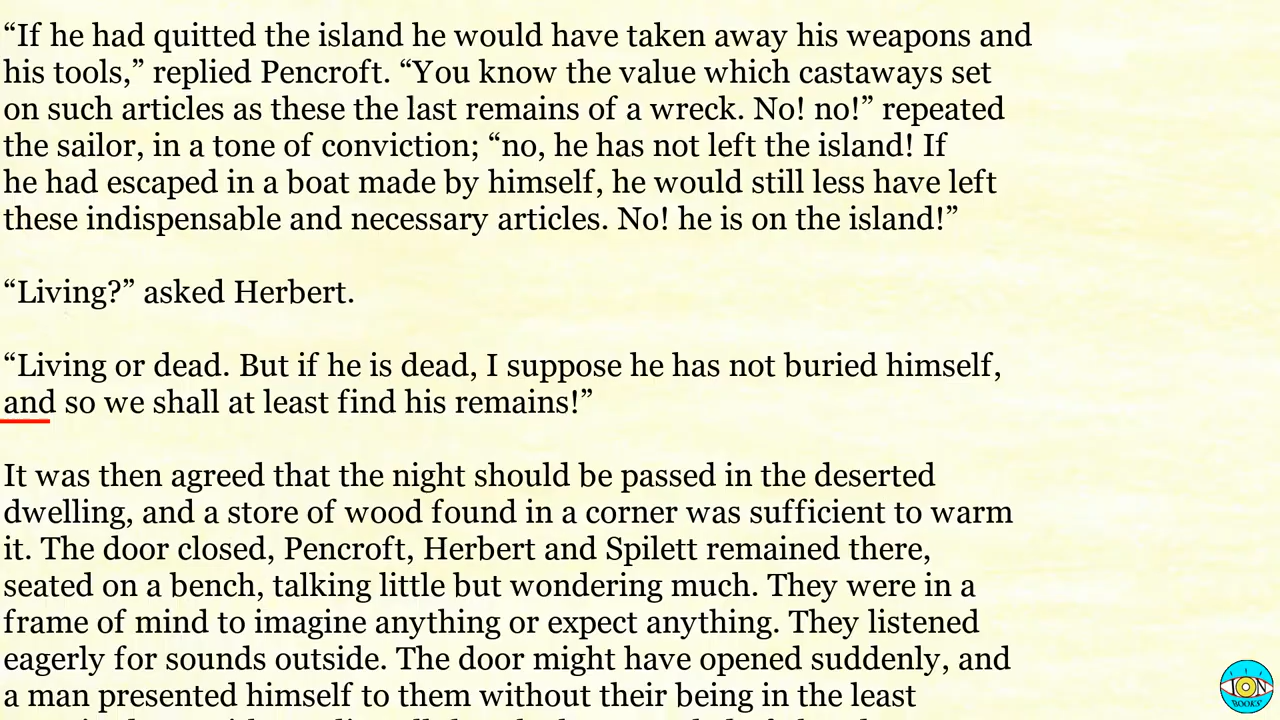 “If he had quitted the island he would have taken away his weapons and
his tools,” replied Pencroft. “You know the value which castaways set
on such articles as these the last remains of a wreck. No! no!” repeated
the sailor, in a tone of conviction; “no, he has not left the island! If
he had escaped in a boat made by himself, he would still less have left
these indispensable and necessary articles. No! he is on the island!”
“Living?” asked Herbert.
“Living or dead. But if he is dead, I suppose he has not buried himself,
and so we shall at least find his remains!”
It was then agreed that the night should be passed in the deserted
dwelling, and a store of wood found in a corner was sufficient to warm
it. The door closed, Pencroft, Herbert and Spilett remained there,
seated on a bench, talking little but wondering much. They were in a
frame of mind to imagine anything or expect anything. They listened
eagerly for sounds outside. The door might have opened suddenly, and
a man presented himself to them without their being in the least
ION
BOOKS